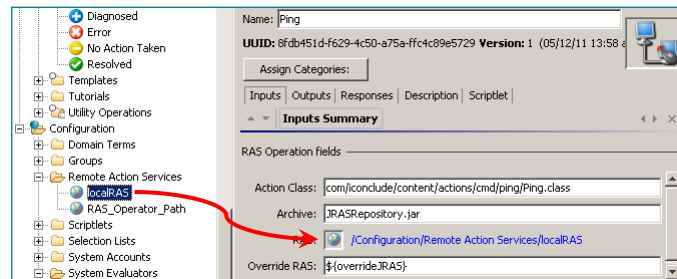 Diagnosed
Error
No Action Taken
Resolved
Templates
Tutorials
Utility Operations
Configuration
Domain Terms
Groups
Remote Action Services
localRAS
RAS_Operator_Path
Scriptlets
Selection Lists
System Accounts
System Evaluators
Name: Ping
UUID: 8fdb451d-f629-4c50-a75a-ffc4c89e5729 Version: 1 (05/12/11 13:58
Assign Categories:
Inputs Outputs Responses Description Scriptlet
Inputs Summary
RAS Operation fields
Action Class: com/iconclude/content/actions/cmd/ping/Ping.class
Archive: JRASRepository.jar
RAS: /Configuration/Remote Action Services/localRAS
Override RAS: ${overrideJRAS}